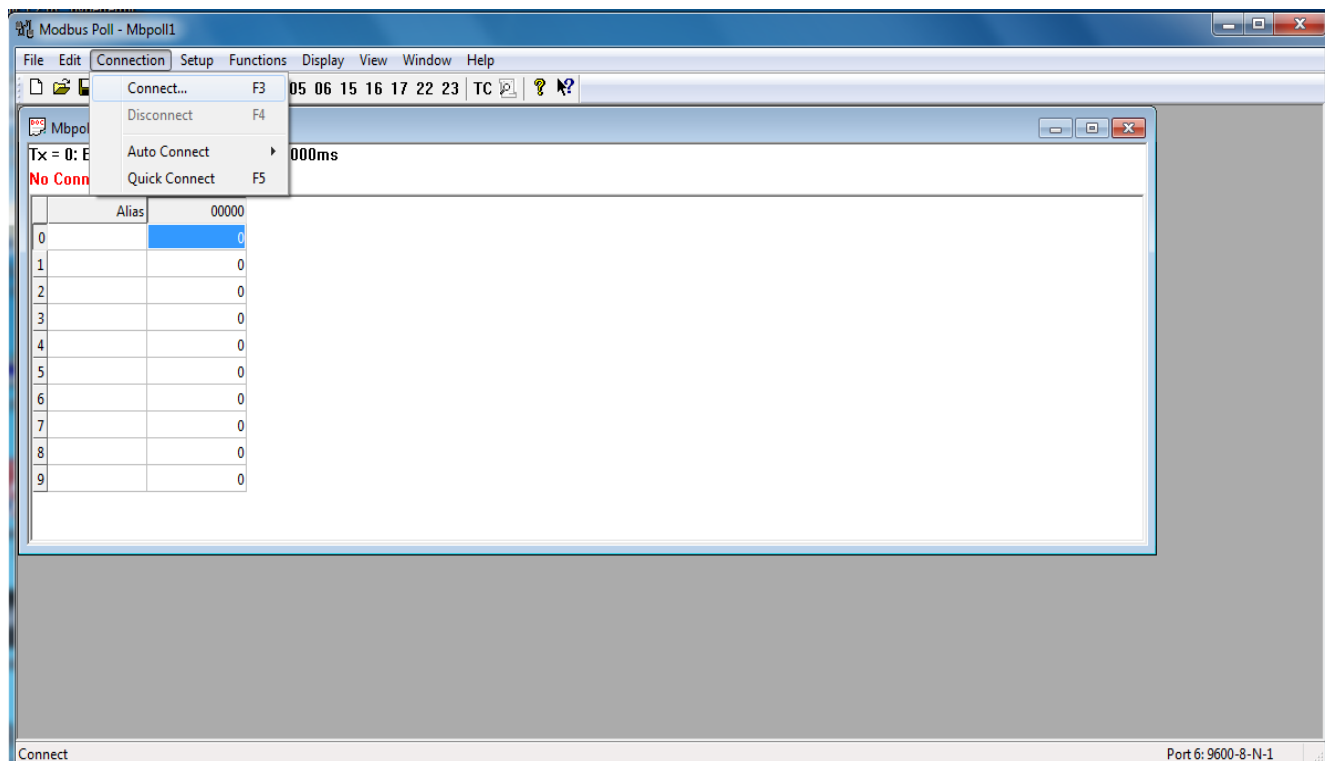 Modbus Poll - Mbpoll1
File Edit Connection Setup Functions Display View Window Help
Connect... F3
05 06 15 16 17 22 23 TC
Disconnect F4
Auto Connect
Quick Connect F5
Tx = 0: 000ms
No
Alias 00000
0 0
1 0
2 0
3 0
4 0
5 0
6 0
7 0
8 0
9 0
Connect Port 6: 9600-8-N-1